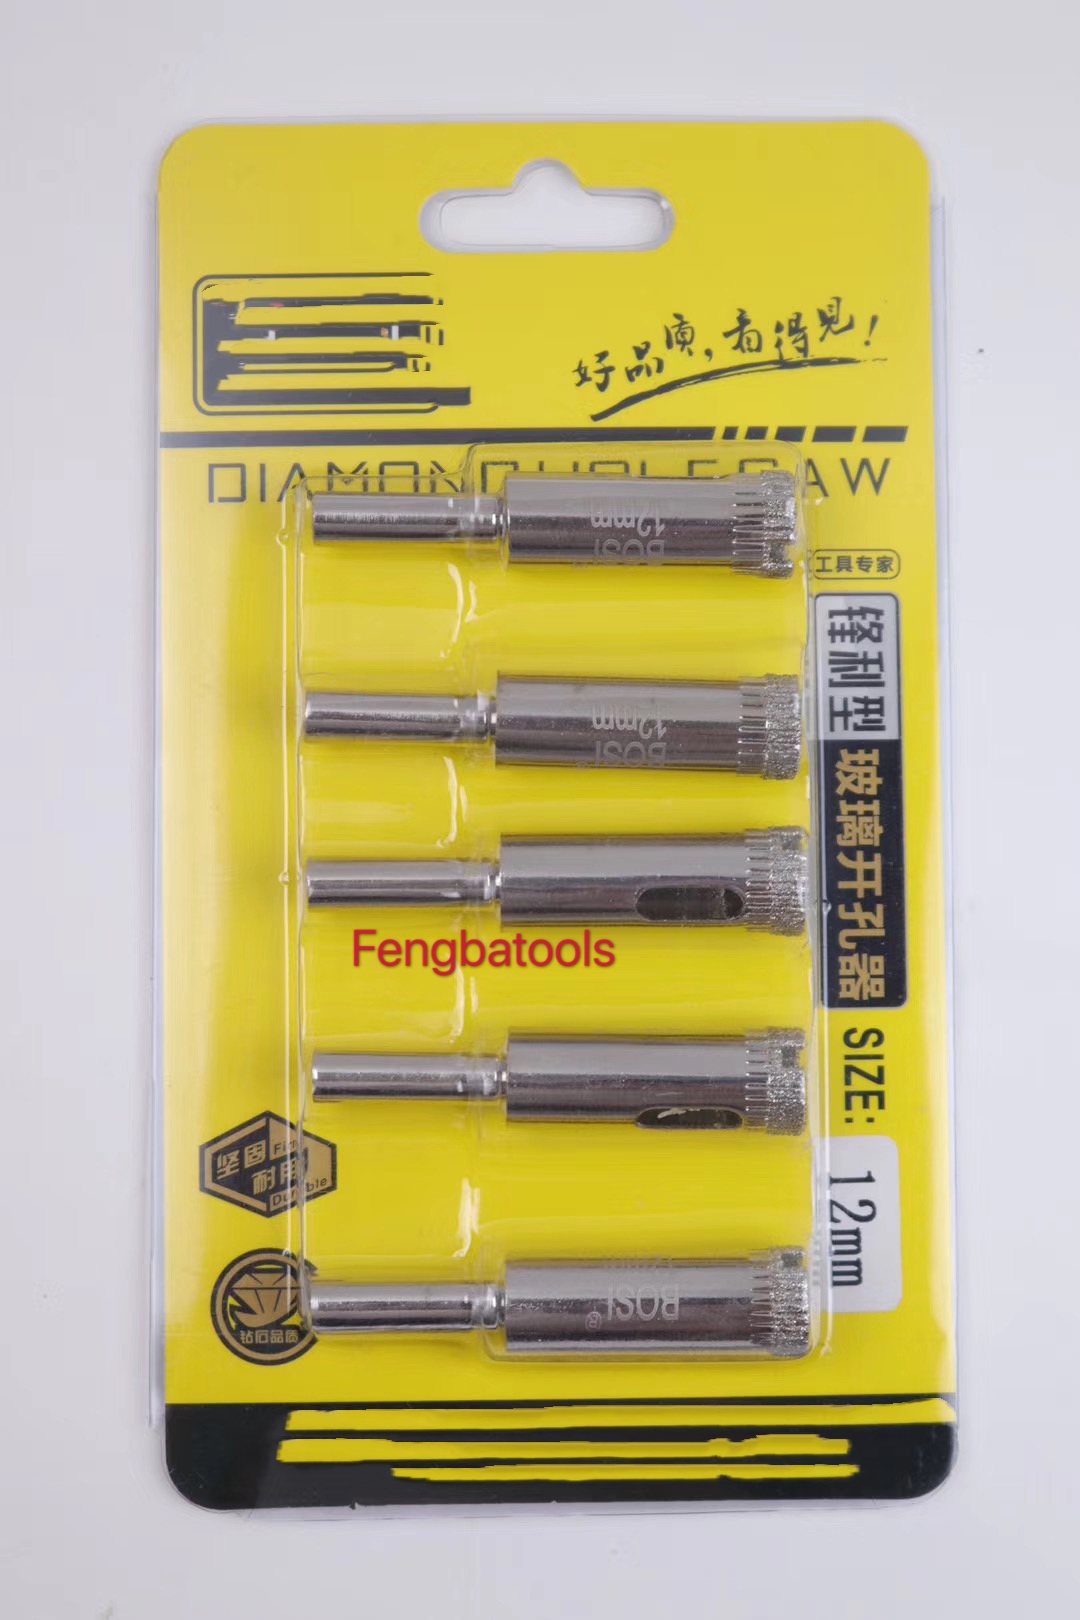 好品质,看得见!
DIAMOND HOLE SAW
12mm
BOSI
工具专家
锋利型
玻璃开孔器
12mm
BOSI
Fengbatools
SIZE:
12mm
坚固
Firm
耐用
Durable
BOSI®
钻石品质